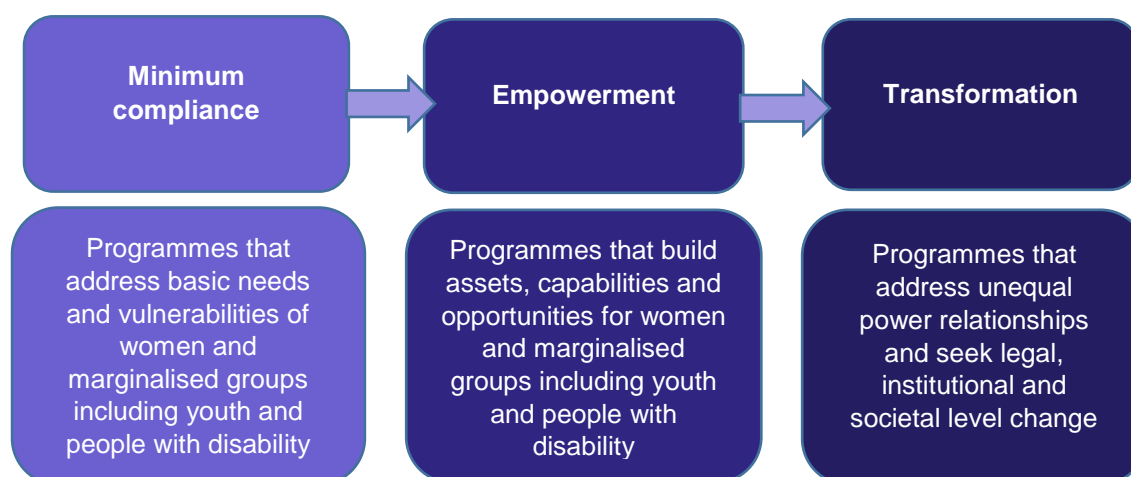 Minimum
compliance
Empowerment
Transformation
Programmes that
address basic needs
and vulnerabilities of
women and
marginalised groups
including youth and
people with disability
Programmes that build
assets, capabilities and
opportunities for women
and marginalised
groups including youth
and people with
disability
Programmes that
address unequal
power relationships
and seek legal,
institutional and
societal level change